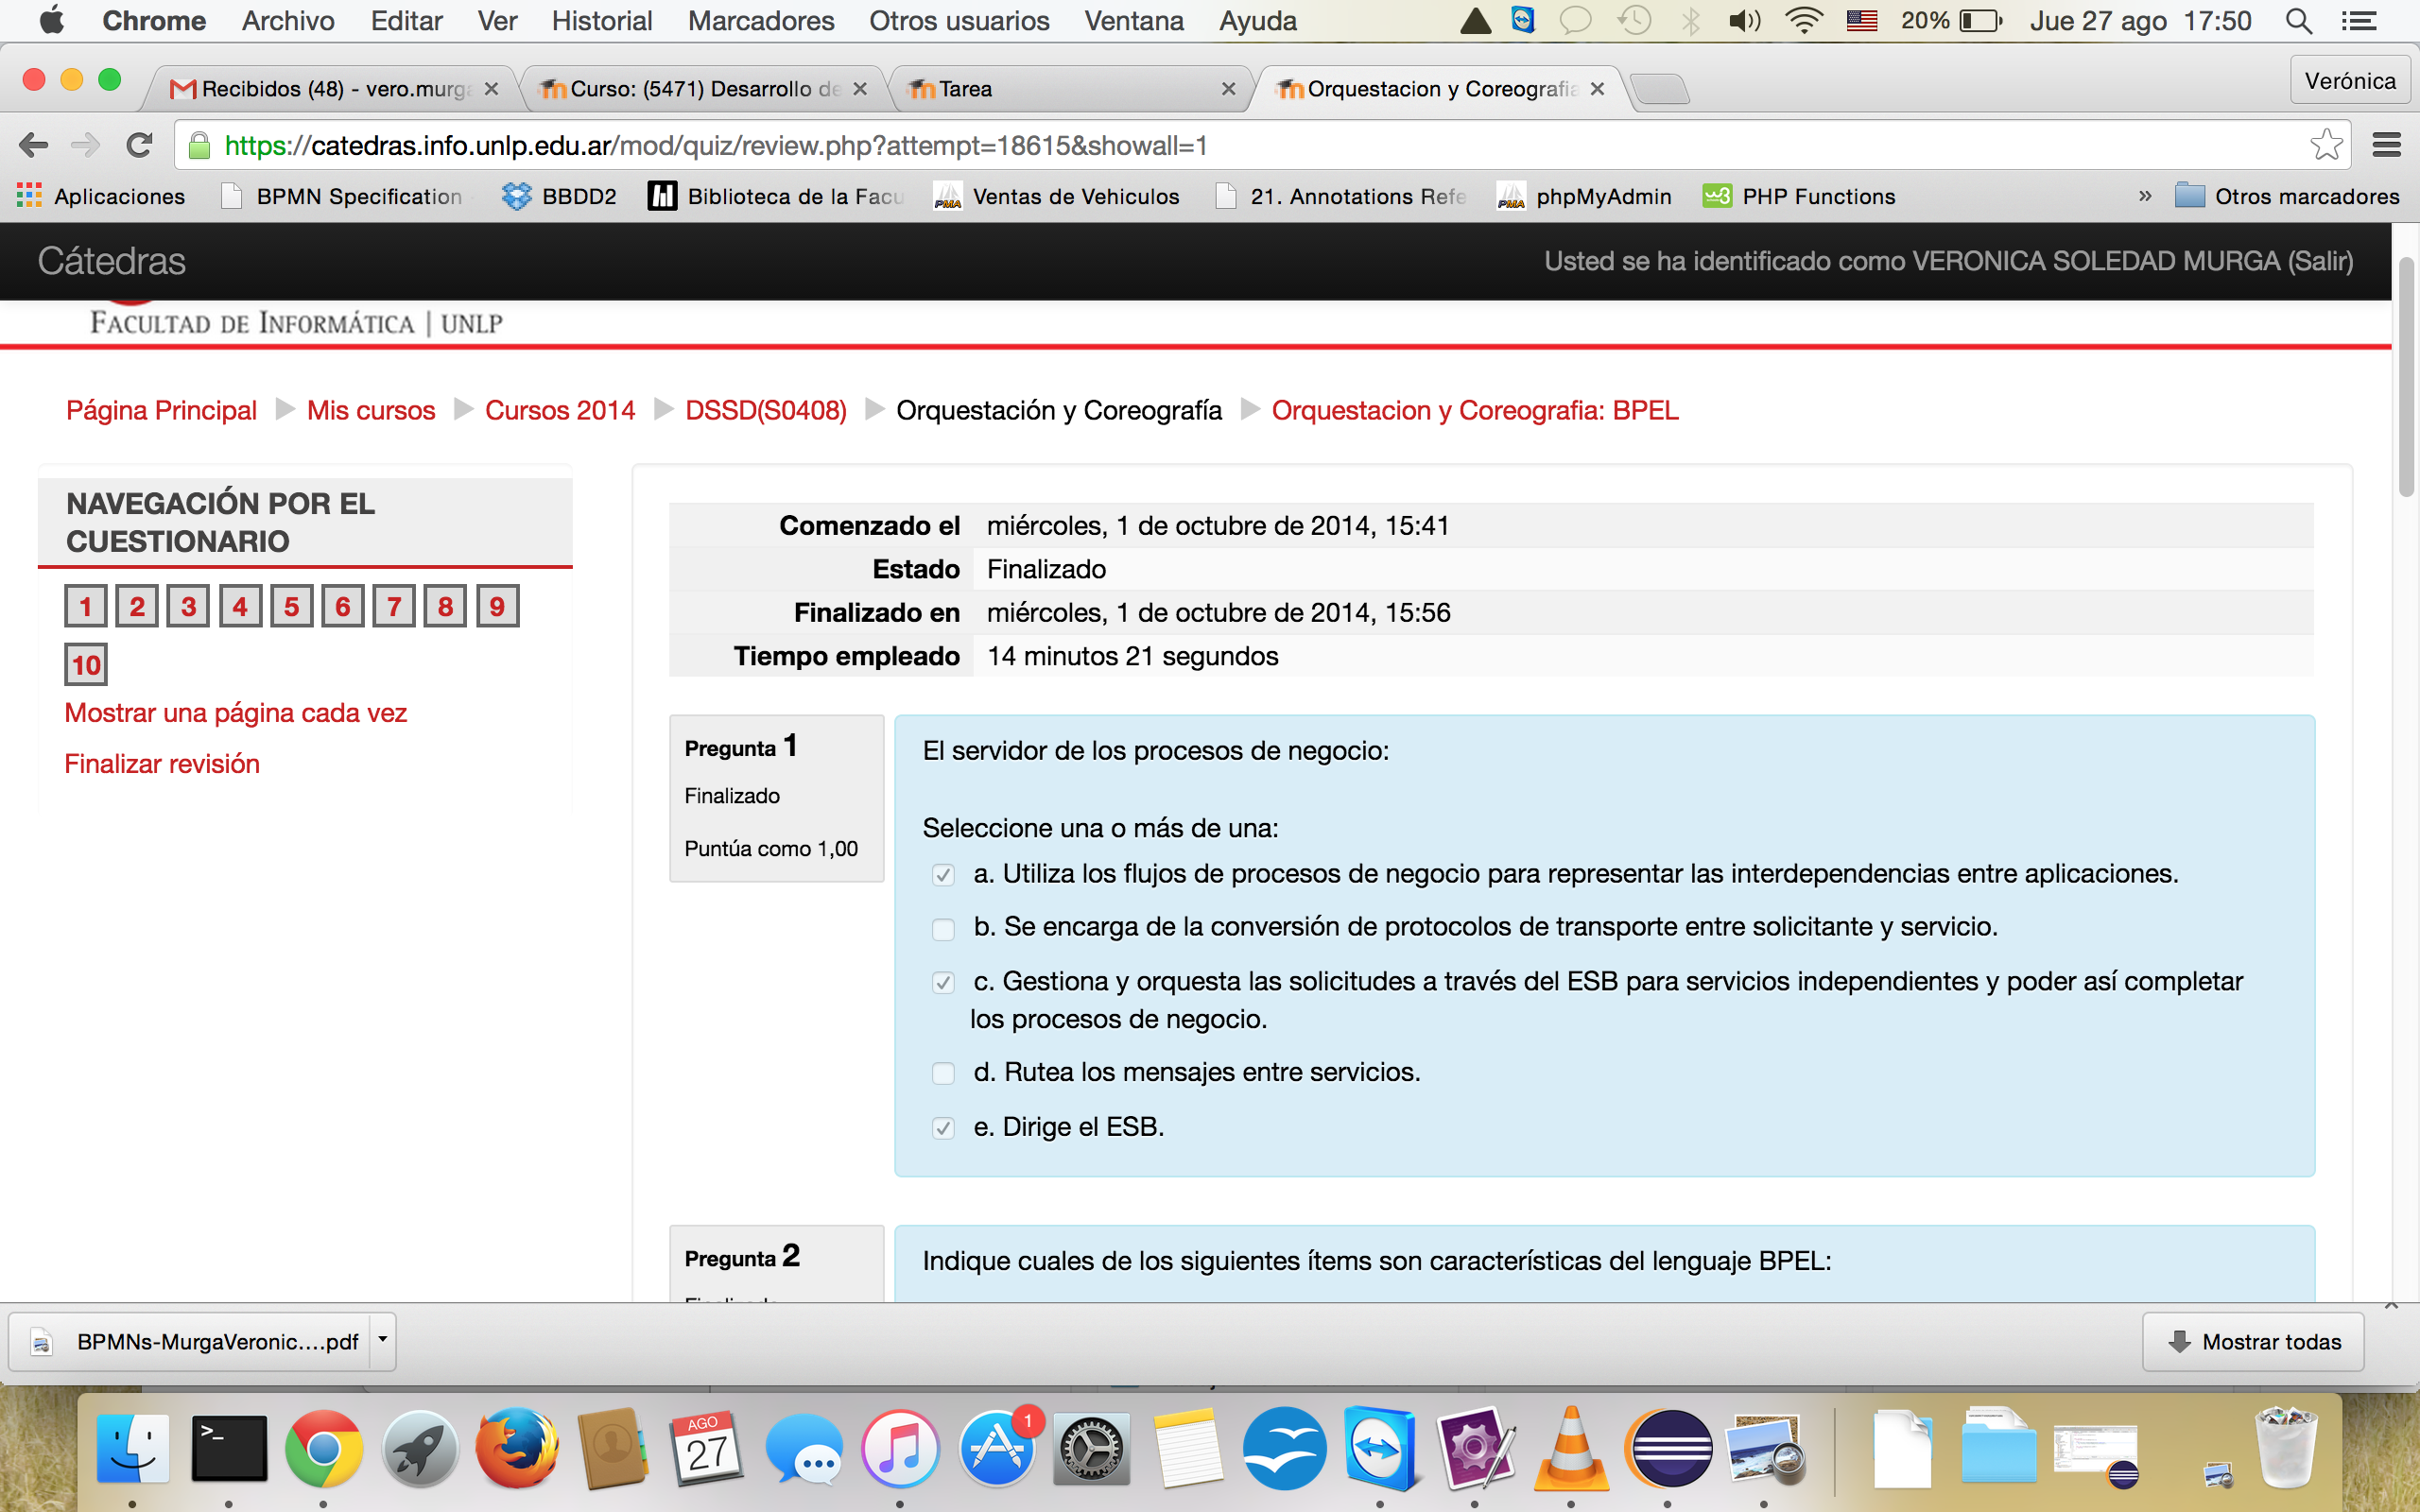 Chrome Archivo Editar Ver Historial Marcadores Otros usuarios Ventana Ayuda 20% Jue 27 ago 17:50
Recibidos (48) - vero.murga Curso: (5471) Desarrollo de Tarea Orquestacion y Coreografia Verónica
https://catedras.info.unlp.edu.ar/mod/quiz/review.php?attempt=18615&showall=1
Aplicaciones BPMN Specification BBDD2 Biblioteca de la Facu Ventas de Vehiculos 21. Annotations Refe phpMyAdmin PHP Functions » Otros marcadores
Cátedras Usted se ha identificado como VERONICA SOLEDAD MURGA (Salir)
FACULTAD DE INFORMÁTICA | UNLP
Página Principal Mis cursos Cursos 2014 DSSD(S0408) Orquestación y Coreografía Orquestacion y Coreografia: BPEL
NAVEGACIÓN POR EL
CUESTIONARIO
1 2 3 4 5 6 7 8 9
10
Mostrar una página cada vez
Finalizar revisión
Comenzado el miércoles, 1 de octubre de 2014, 15:41
Estado Finalizado
Finalizado en miércoles, 1 de octubre de 2014, 15:56
Tiempo empleado 14 minutos 21 segundos
Pregunta 1
Finalizado
Puntúa como 1,00
El servidor de los procesos de negocio:
Seleccione una o más de una:
a. Utiliza los flujos de procesos de negocio para representar las interdependencias entre aplicaciones.
b. Se encarga de la conversión de protocolos de transporte entre solicitante y servicio.
c. Gestiona y orquesta las solicitudes a través del ESB para servicios independientes y poder así completar
los procesos de negocio.
d. Rutea los mensajes entre servicios.
e. Dirige el ESB.
Pregunta 2
Indique cuales de los siguientes ítems son características del lenguaje BPEL:
BPMNs-MurgaVeronic....pdf Mostrar todas
AGO
27
1